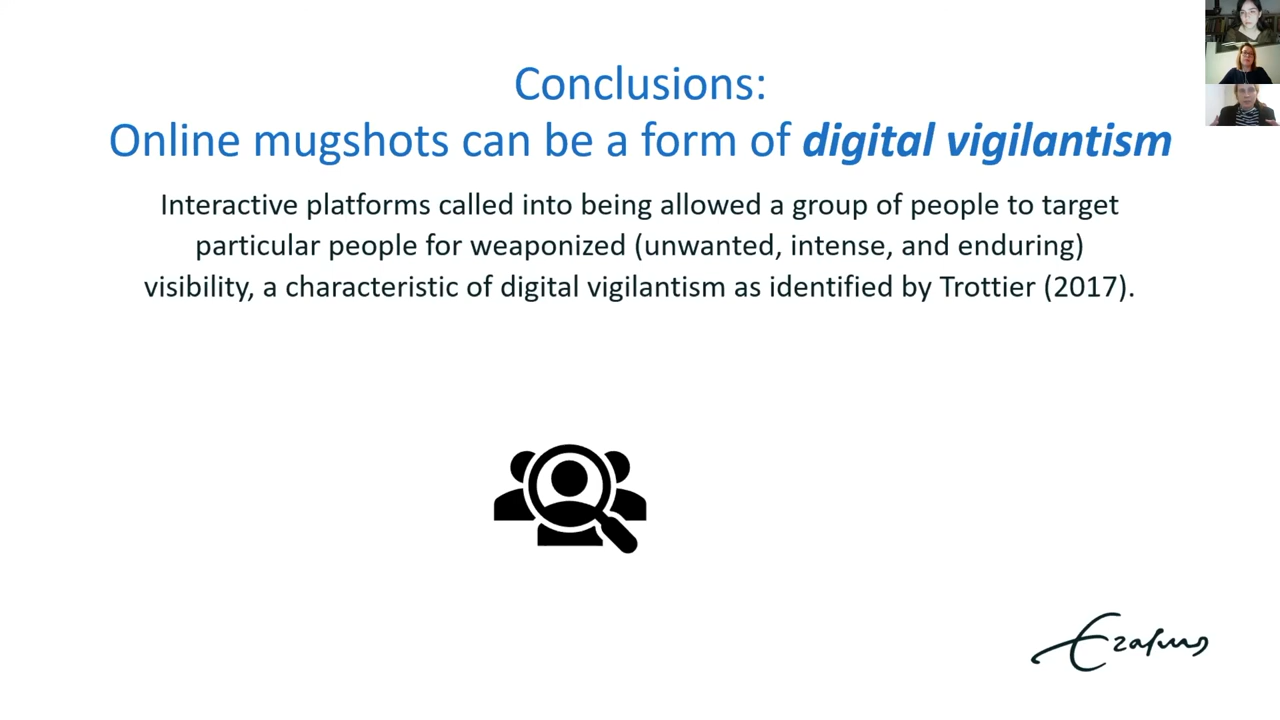 Conclusions:
Online mugshots can be a form of digital vigilantism
Interactive platforms called into being allowed a group of people to target
particular people for weaponized (unwanted, intense, and enduring)
visibility, a characteristic of digital vigilantism as identified by Trottier (2017).
Erasmus